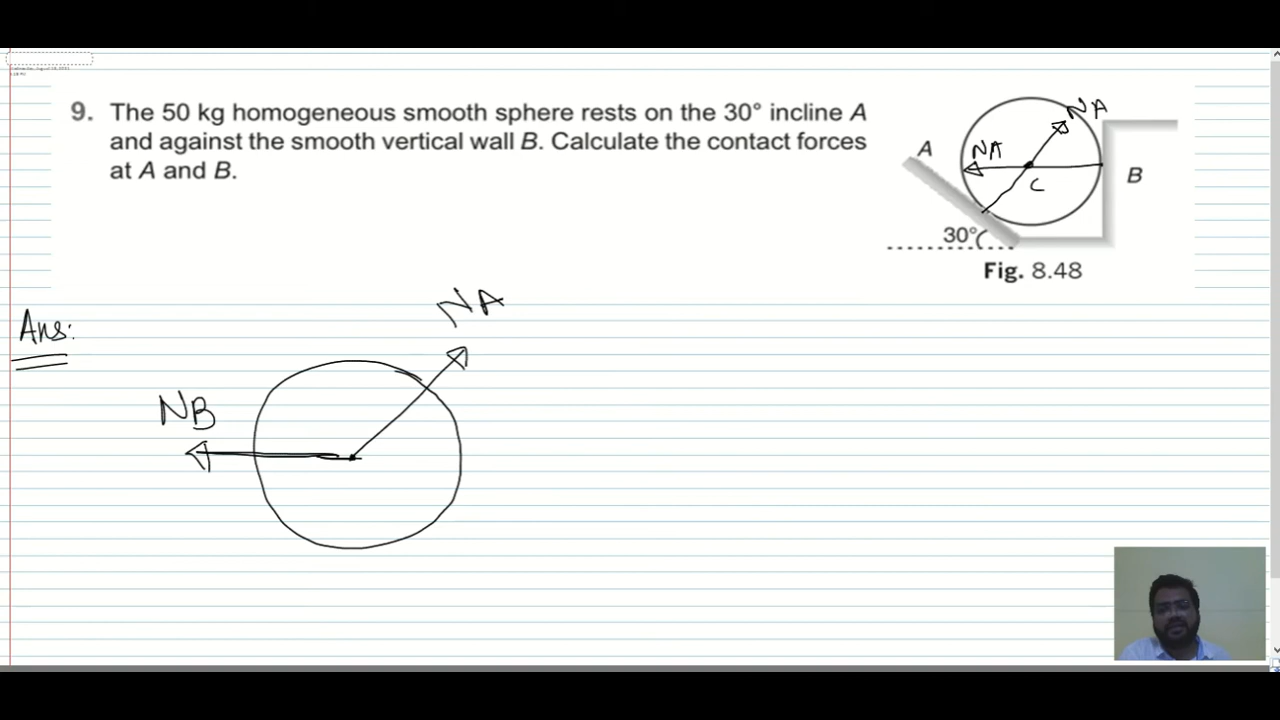 9. The 50 kg homogeneous smooth sphere rests on the 30° incline A
and against the smooth vertical wall B. Calculate the contact forces
at A and B.
NA
A
NA
C
B
30°
Fig. 8.48
Ans:
NA
NB